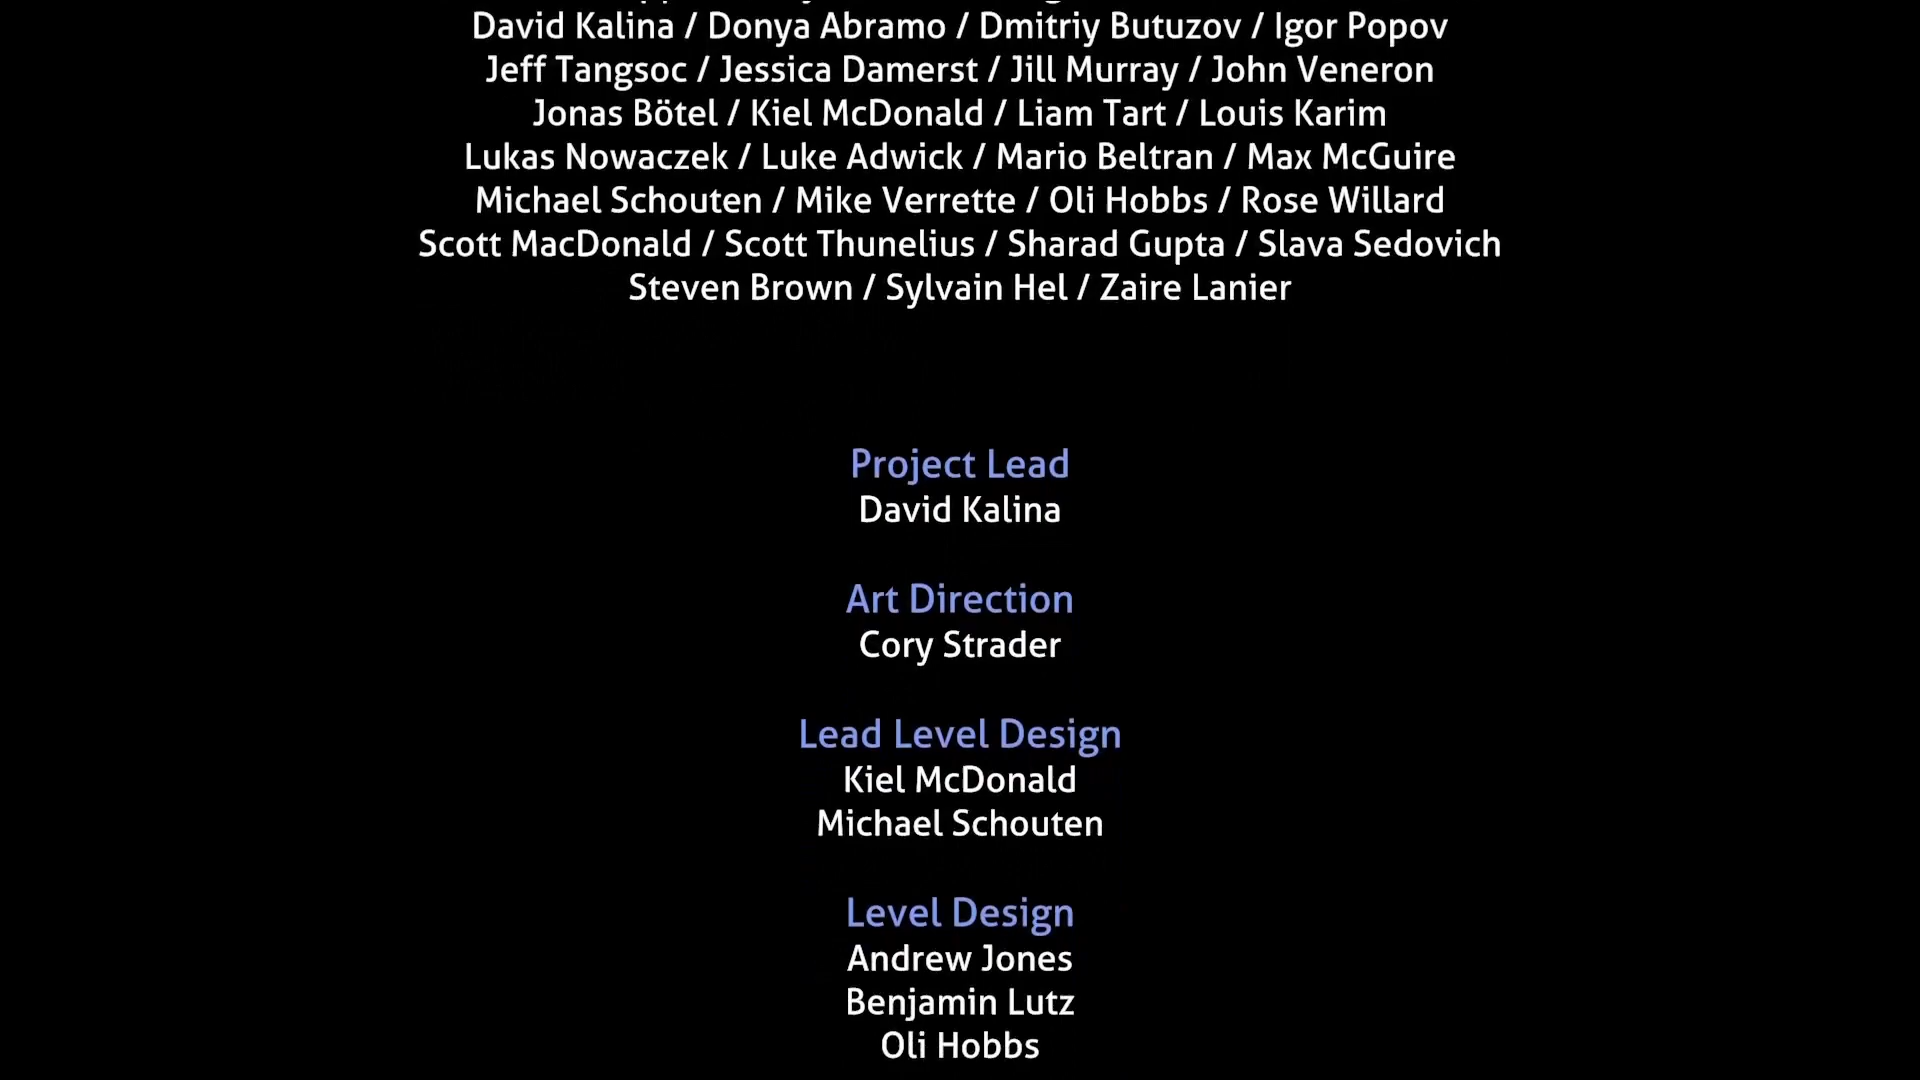 David Kalina / Donya Abramo / Dmitriy Butuzov / Igor Popov
Jeff Tangsoc / Jessica Damerst / Jill Murray / John Veneron
Jonas Bötel / Kiel McDonald / Liam Tart / Louis Karim
Lukas Nowaczek / Luke Adwick / Mario Beltran / Max McGuire
Michael Schouten / Mike Verrette / Oli Hobbs / Rose Willard
Scott MacDonald / Scott Thunelius / Sharad Gupta / Slava Sedovich
Steven Brown / Sylvain Hel / Zaire Lanier
Project Lead
David Kalina
Art Direction
Cory Strader
Lead Level Design
Kiel McDonald
Michael Schouten
Level Design
Andrew Jones
Benjamin Lutz
Oli Hobbs